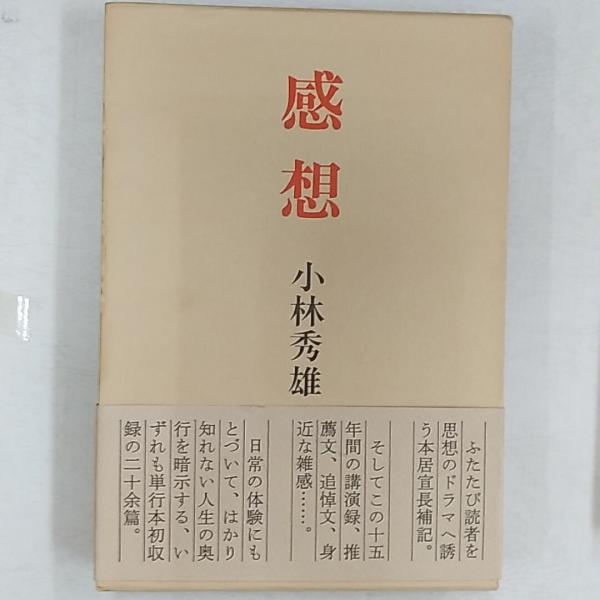 感想
小林秀雄
ふたたび読者を
思想のドラマへ誘
う本居宣長補記。
そしてこの十五
年間の講演録、推
薦文、追悼文、身
近な雑感……。
日常の体験にも
とづいて、はかり
知れない人生の奥
行を暗示する、い
ずれも単行本初収
録の二十余篇。